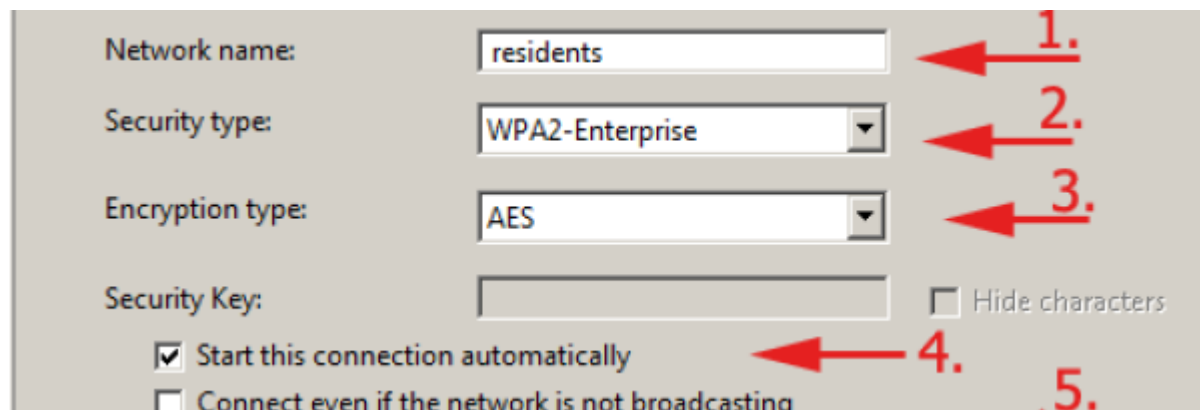 Network name: residents 1.
Security type: WPA2-Enterprise 2.
Encryption type: AES 3.
Security Key: Hide characters
Start this connection automatically 4.
Connect even if the network is not broadcasting 5.